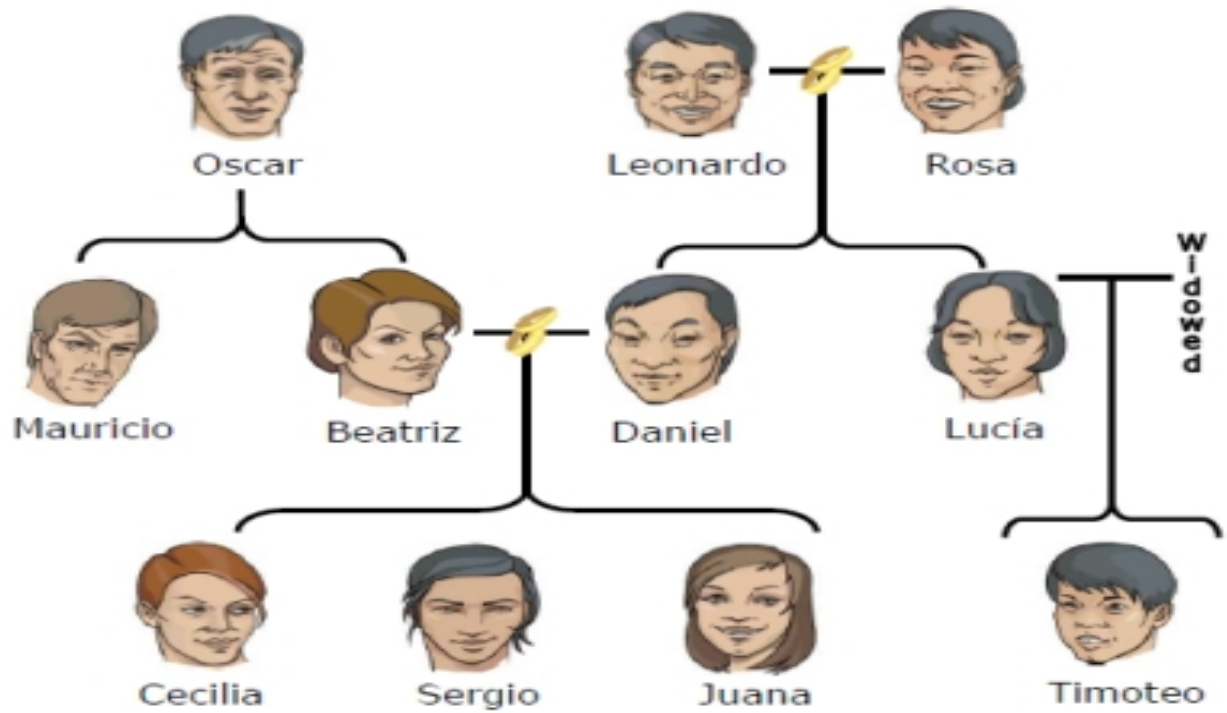 Oscar
Leonardo
Rosa
Widowed
Mauricio
Beatriz
Daniel
Lucía
Cecilia
Sergio
Juana
Timoteo